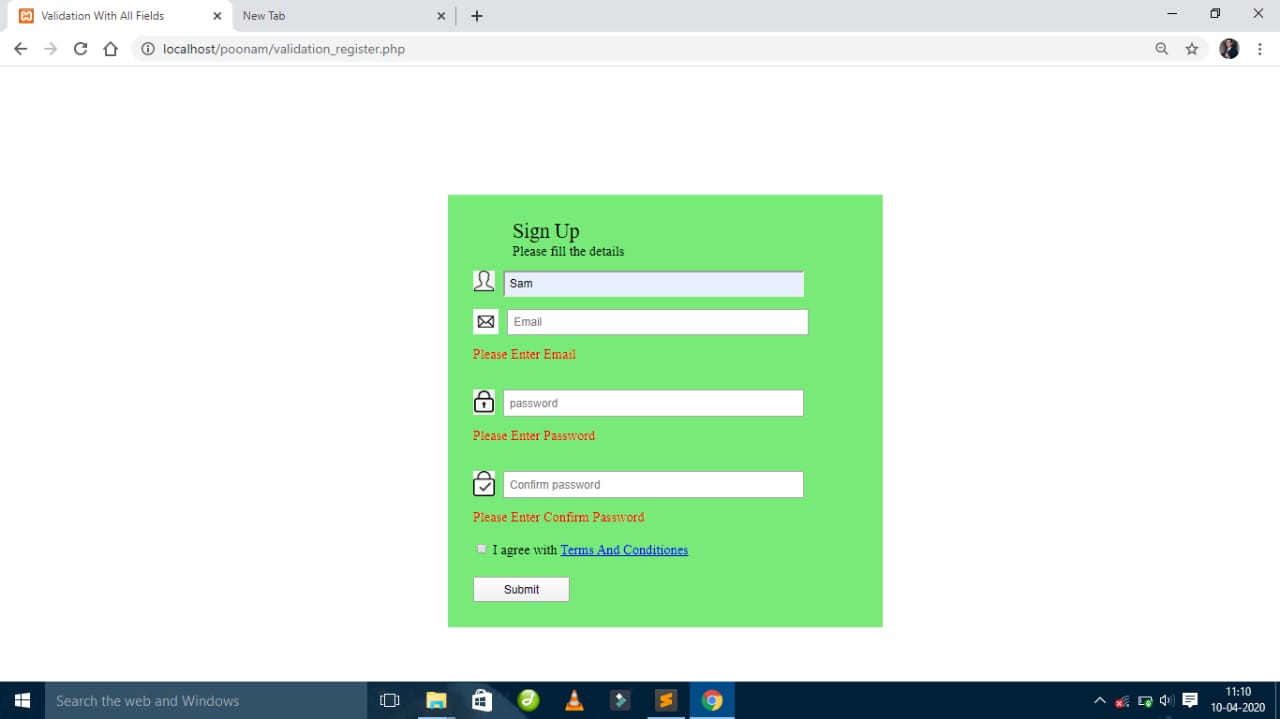 Validation With All Fields
New Tab
localhost/poonam/validation_register.php
Sign Up
Please fill the details
Sam
Email
Please Enter Email
password
Please Enter Password
Confirm password
Please Enter Confirm Password
I agree with Terms And Conditiones
Submit
Search the web and Windows
11:10
10-04-2020